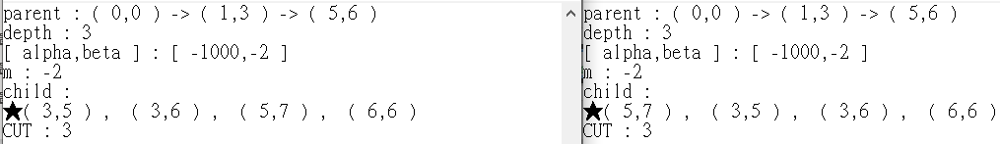 parent : ( 0,0 ) -> ( 1,3 ) -> ( 5,6 )
depth : 3
[ alpha,beta ] : [ -1000,-2 ]
m : -2
child :
★( 3,5 ) , ( 3,6 ) , ( 5,7 ) , ( 6,6 )
CUT : 3
parent : ( 0,0 ) -> ( 1,3 ) -> ( 5,6 )
depth : 3
[ alpha,beta ] : [ -1000,-2 ]
m : -2
child :
★( 5,7 ) , ( 3,5 ) , ( 3,6 ) , ( 6,6 )
CUT : 3